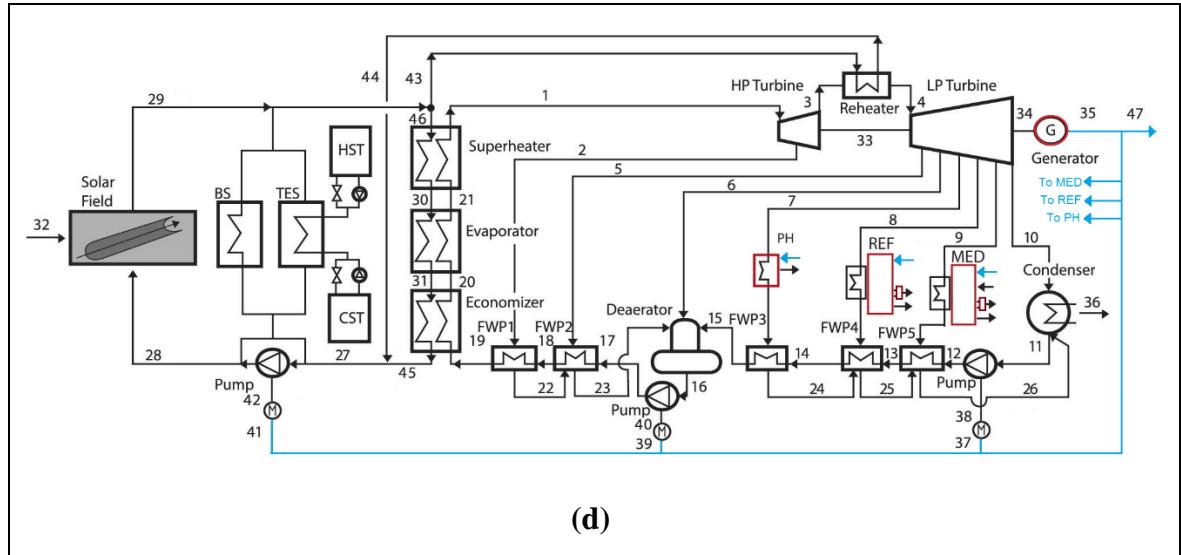 44
43
29
1
HP Turbine
3
LP Turbine
Reheater
4
46
2
33
34
35
47
G
Generator
5
HST
Superheater
6
To MED
To REF
To PH
Solar
Field
BS
TES
30
21
7
8
9
10
32
Evaporator
PH
REF
MED
Condenser
31
20
36
CST
Economizer
Deaerator
15
FWP3
FWP4
FWP5
11
19
FWP1
18
FWP2
17
14
13
12
28
27
45
16
Pump
22
23
24
25
26
Pump
42
M
41
Pump
40
M
39
38
M
37
(d)